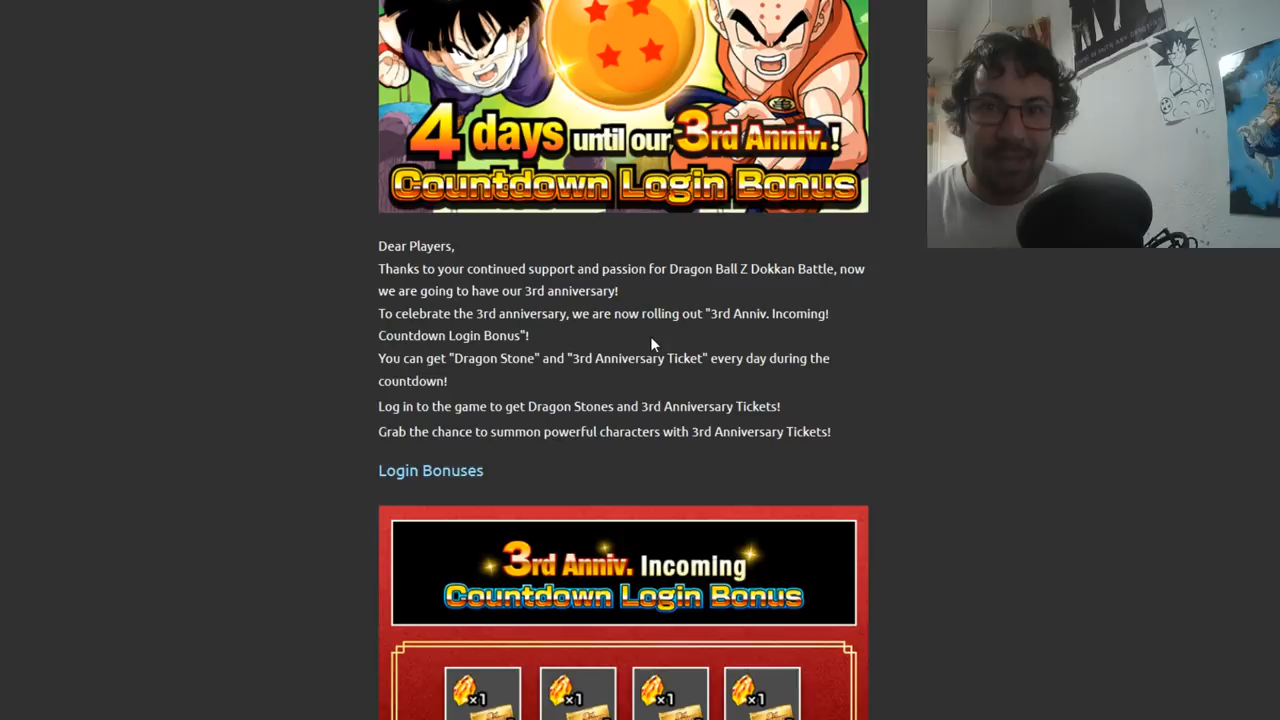 4 days until our 3rd Anniv.!
Countdown Login Bonus
Dear Players,
Thanks to your continued support and passion for Dragon Ball Z Dokkan Battle, now
we are going to have our 3rd anniversary!
To celebrate the 3rd anniversary, we are now rolling out "3rd Anniv. Incoming!
Countdown Login Bonus"!
You can get "Dragon Stone" and "3rd Anniversary Ticket" every day during the
countdown!
Log in to the game to get Dragon Stones and 3rd Anniversary Tickets!
Grab the chance to summon powerful characters with 3rd Anniversary Tickets!
Login Bonuses
3rd Anniv. Incoming
Countdown Login Bonus
×1 ×1 ×1 ×1